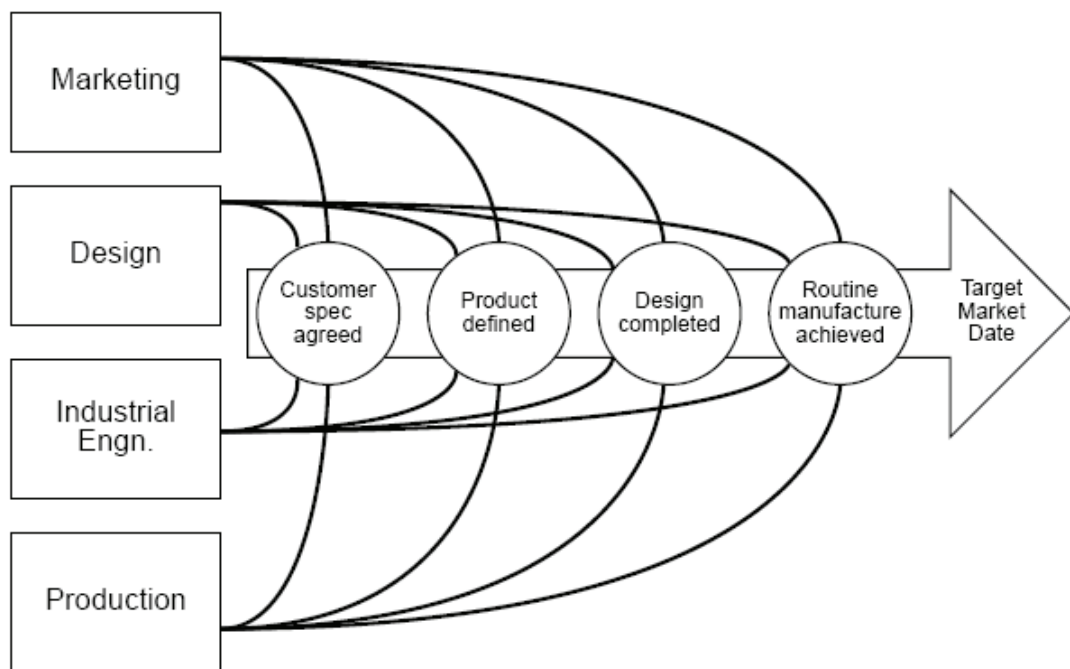 Marketing
Design
Industrial
Engn.
Production
Customer
spec
agreed
Product
defined
Design
completed
Routine
manufacture
achieved
Target
Market
Date